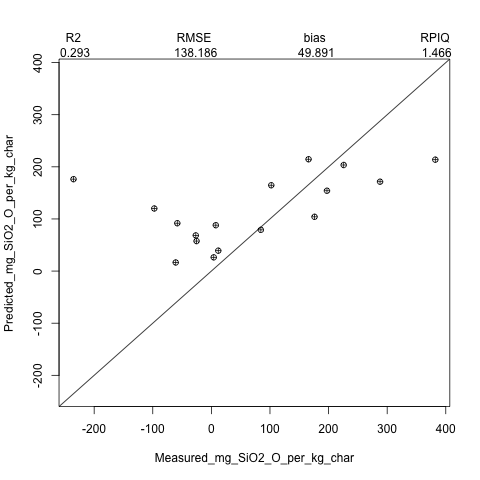 R2 RMSE bias RPIQ
0.293 138.186 49.891 1.466
400
300
200
100
0
-100
-200
Predicted_mg_SiO2_O_per_kg_char
-200 -100 0 100 200 300 400
Measured_mg_SiO2_O_per_kg_char